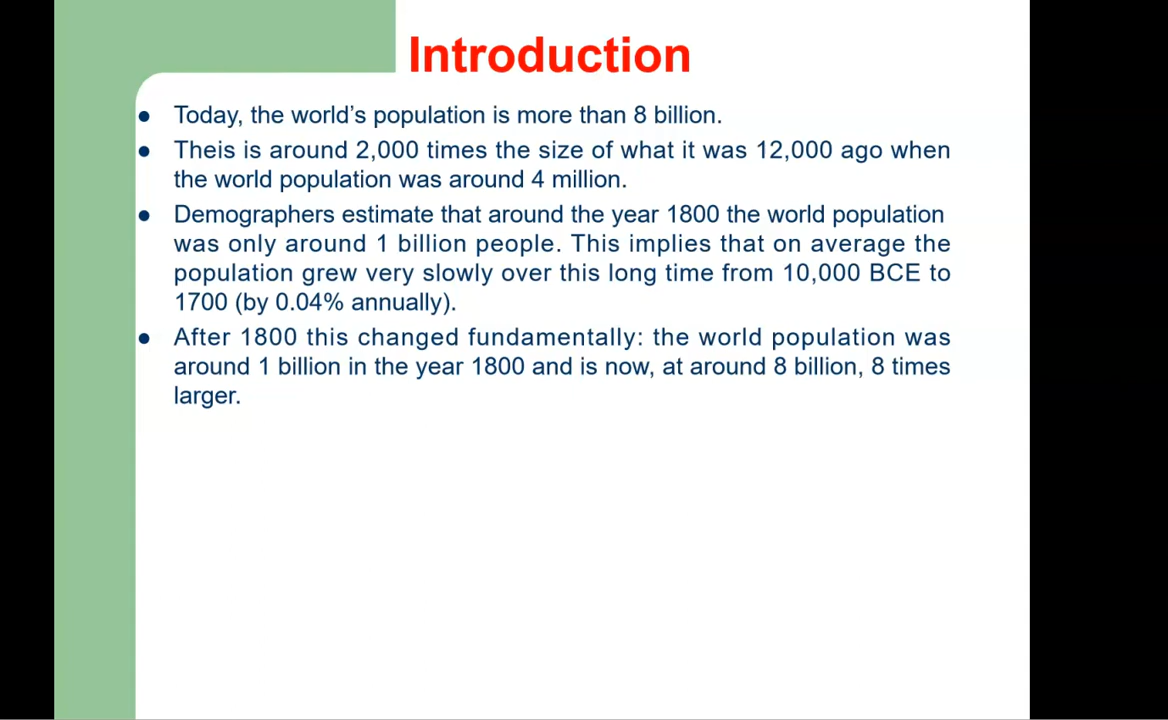 Introduction
• Today, the world's population is more than 8 billion.
• Theis is around 2,000 times the size of what it was 12,000 ago when
the world population was around 4 million.
• Demographers estimate that around the year 1800 the world population
was only around 1 billion people. This implies that on average the
population grew very slowly over this long time from 10,000 BCE to
1700 (by 0.04% annually).
• After 1800 this changed fundamentally: the world population was
around 1 billion in the year 1800 and is now, at around 8 billion, 8 times
larger.